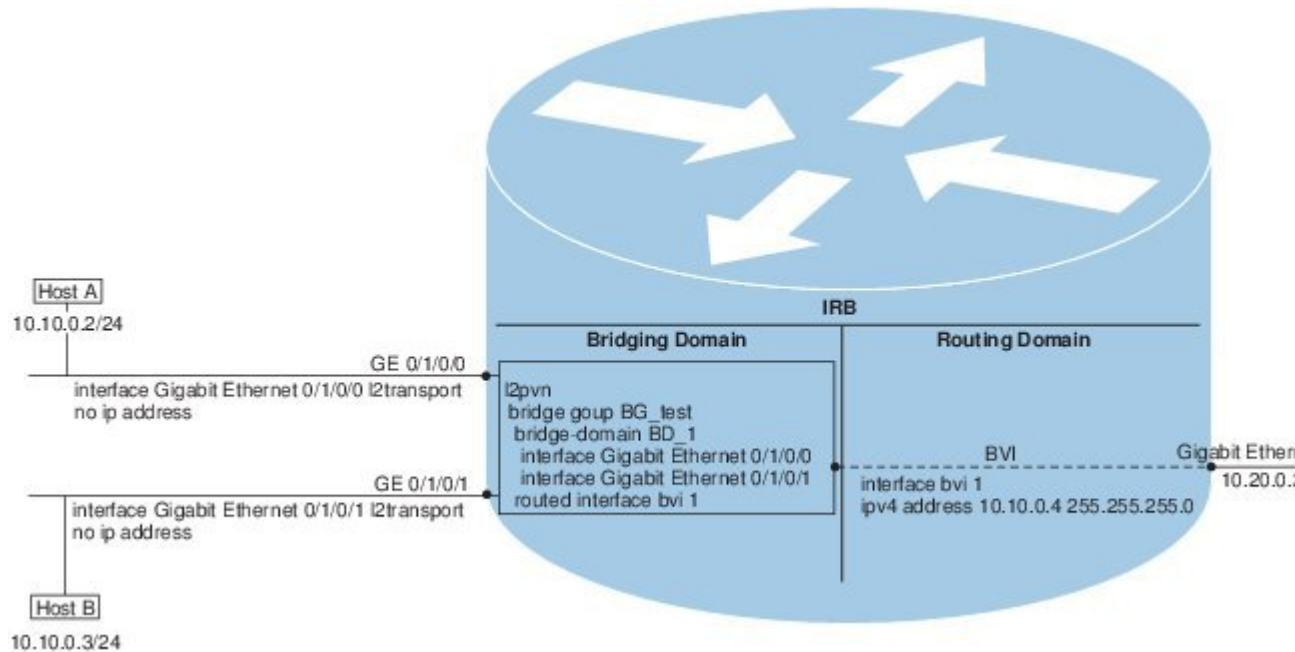 IRB
Bridging Domain
Routing Domain
Host A
10.10.0.2/24
GE 0/1/0/0
interface Gigabit Ethernet 0/1/0/0 l2transport
no ip address
l2pvn
bridge goup BG_test
bridge-domain BD_1
interface Gigabit Ethernet 0/1/0/0
interface Gigabit Ethernet 0/1/0/1
routed interface bvi 1
BVI
interface bvi 1
ipv4 address 10.10.0.4 255.255.255.0
Gigabit
10.20.0.
GE 0/1/0/1
interface Gigabit Ethernet 0/1/0/1 l2transport
no ip address
Host B
10.10.0.3/24